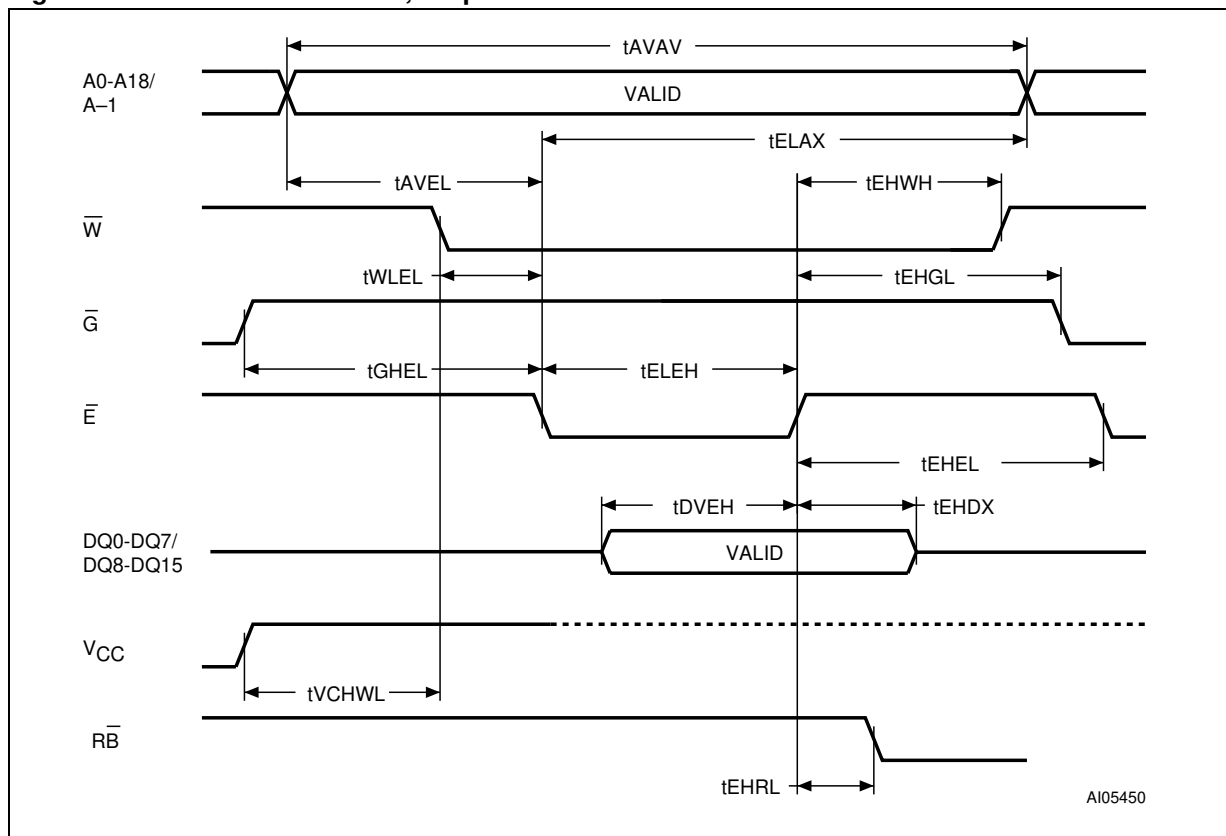 tAVAV
A0-A18/
A–1
VALID
tELAX
tAVEL
tEHWH
W̅
tWLEL
tEHGL
G̅
tGHEL
tELEH
E̅
tEHEL
tDVEH
tEHDX
DQ0-DQ7/
DQ8-DQ15
VALID
VCC
tVCHWL
RB̅
tEHRL
AI05450